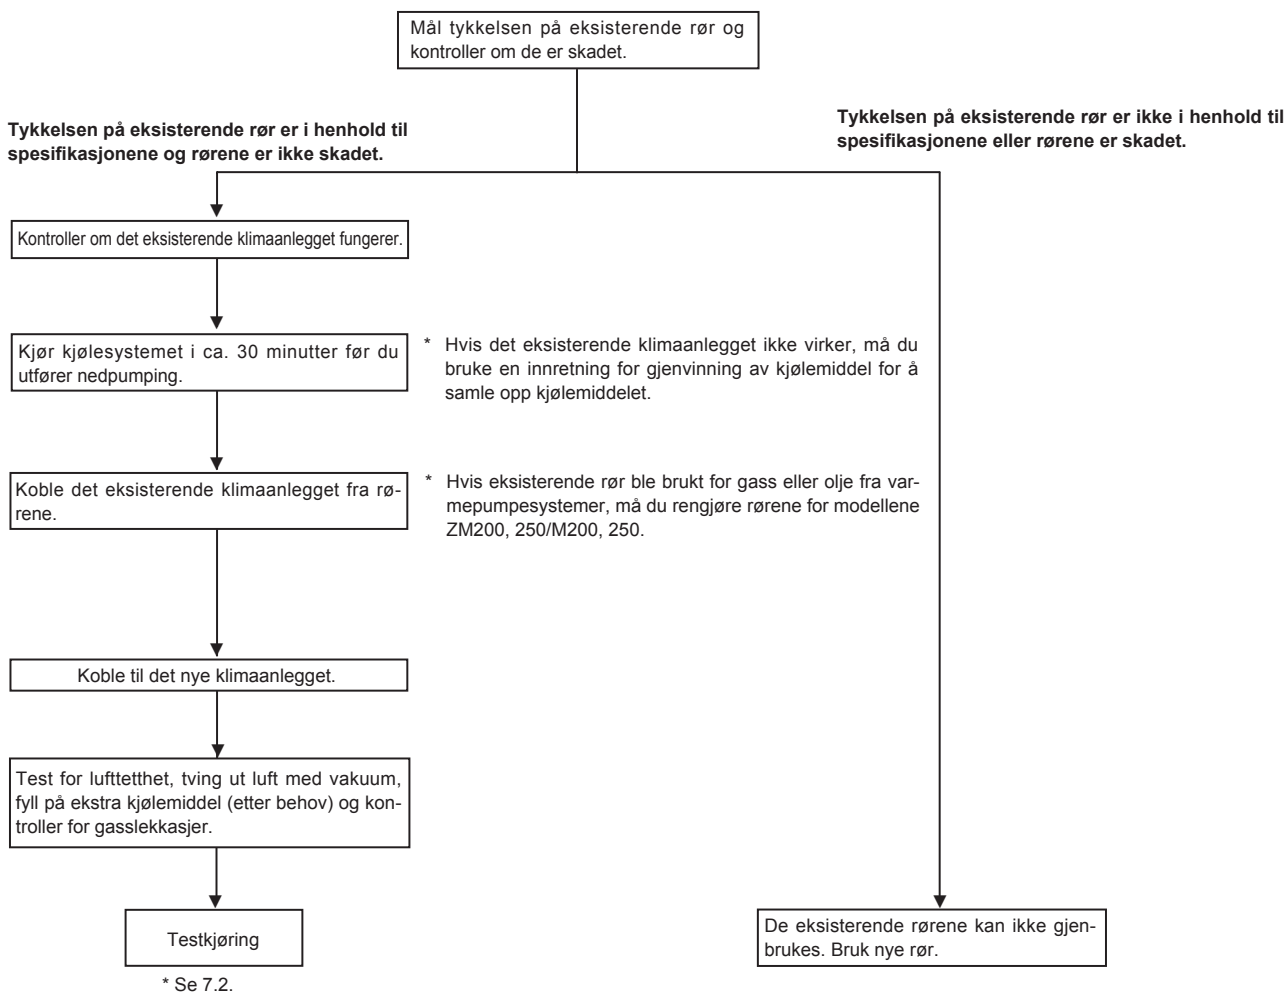 Mål tykkelsen på eksisterende rør og
kontroller om de er skadet.
Tykkelsen på eksisterende rør er i henhold til
spesifikasjonene og rørene er ikke skadet.
Tykkelsen på eksisterende rør er ikke i henhold til
spesifikasjonene eller rørene er skadet.
Kontroller om det eksisterende klimaanlegget fungerer.
Kjør kjølesystemet i ca. 30 minutter før du
utfører nedpumping.
* Hvis det eksisterende klimaanlegget ikke virker, må du
bruke en innretning for gjenvinning av kjølemiddel for å
samle opp kjølemiddelet.
Koble det eksisterende klimaanlegget fra rø-
rene.
* Hvis eksisterende rør ble brukt for gass eller olje fra var-
mepumpesystemer, må du rengjøre rørene for modellene
ZM200, 250/M200, 250.
Koble til det nye klimaanlegget.
Test for lufttetthet, tving ut luft med vakuum,
fyll på ekstra kjølemiddel (etter behov) og kon-
troller for gasslekkasjer.
Testkjøring
* Se 7.2.
De eksisterende rørene kan ikke gjen-
brukes. Bruk nye rør.